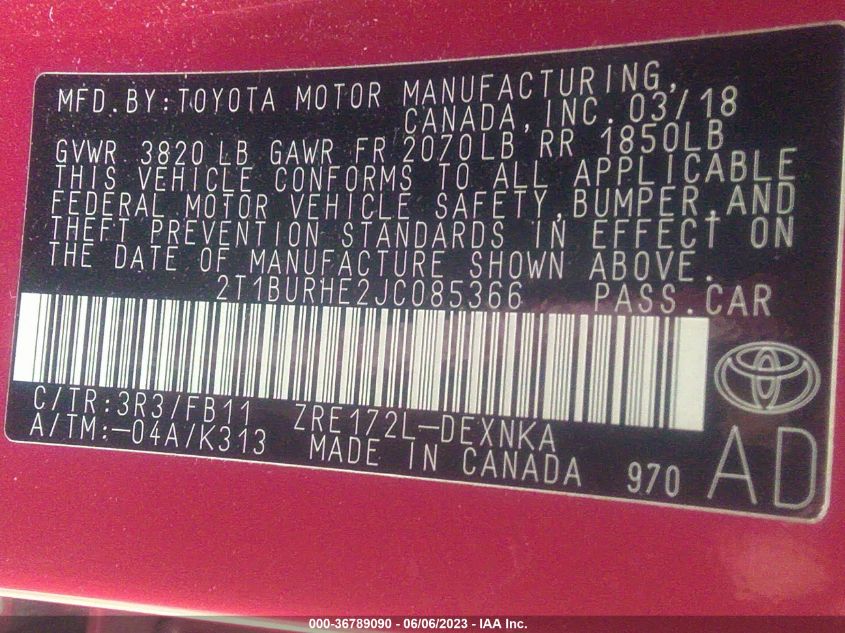 MFD.BY:TOYOTA MOTOR MANUFACTURING,
CANADA,INC.03/18
GVWR 3820 LB GAWR FR 2070LB RR 1850LB
THIS VEHICLE CONFORMS TO ALL APPLICABLE
FEDERAL MOTOR VEHICLE SAFETY,BUMPER,AND
THEFT PREVENTION STANDARDS IN EFFECT ON
THE DATE OF MANUFACTURE SHOWN ABOVE.
2T1BURHE2JC085366 PASS.CAR
C/TR:3R3/FB11 ZRE172L-DEXNKA
A/TM:-04A/K313 MADE IN CANADA 970 AD
000-36789090 - 06/06/2023 - IAA Inc.